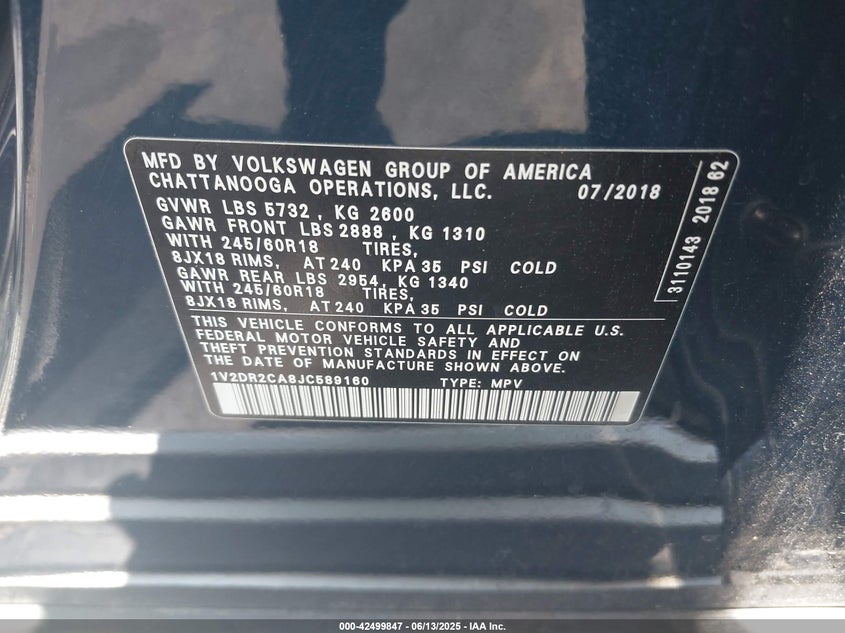 MFD BY VOLKSWAGEN GROUP OF AMERICA
CHATTANOOGA OPERATIONS, LLC. 07/2018
GVWR LBS 5732 , KG 2600
GAWR FRONT LBS 2888 , KG 1310
WITH 245/60R18 TIRES,
8JX18 RIMS, AT 240 KPA 35 PSI COLD
GAWR REAR LBS 2954, KG 1340
WITH 245/60R18 TIRES,
8JX18 RIMS, AT 240 KPA 35 PSI COLD
THIS VEHICLE CONFORMS TO ALL APPLICABLE U.S.
FEDERAL MOTOR VEHICLE SAFETY AND
THEFT PREVENTION STANDARDS IN EFFECT ON
THE DATE OF MANUFACTURE SHOWN ABOVE.
1V2DR2CA8JC589160 TYPE: MPV
3110143 2018 62
000-42499847 - 06/13/2025 - IAA Inc.